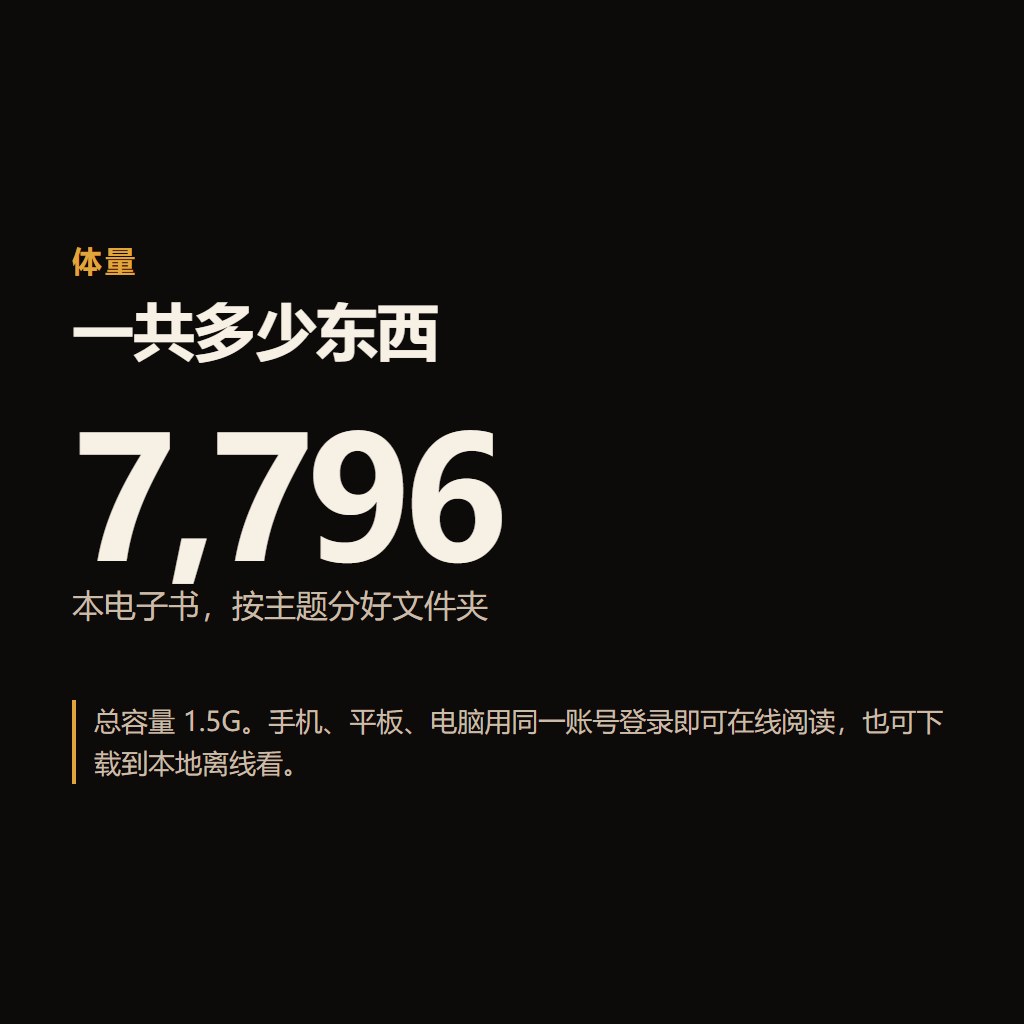 体量
一共多少东西
7,796
本电子书，按主题分好文件夹
总容量 1.5G。手机、平板、电脑用同一账号登录即可在线阅读，也可下
载到本地离线看。